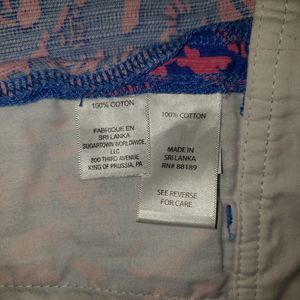 100% COTTON
FABRIQUE EN
SRI LANKA
SUGARTOWN WORLDWIDE,
LLC
800 THIRD AVENUE
KING OF PRUSSIA, PA
100% COTTON
MADE IN
SRI LANKA
RN# 88189
SEE REVERSE
FOR CARE